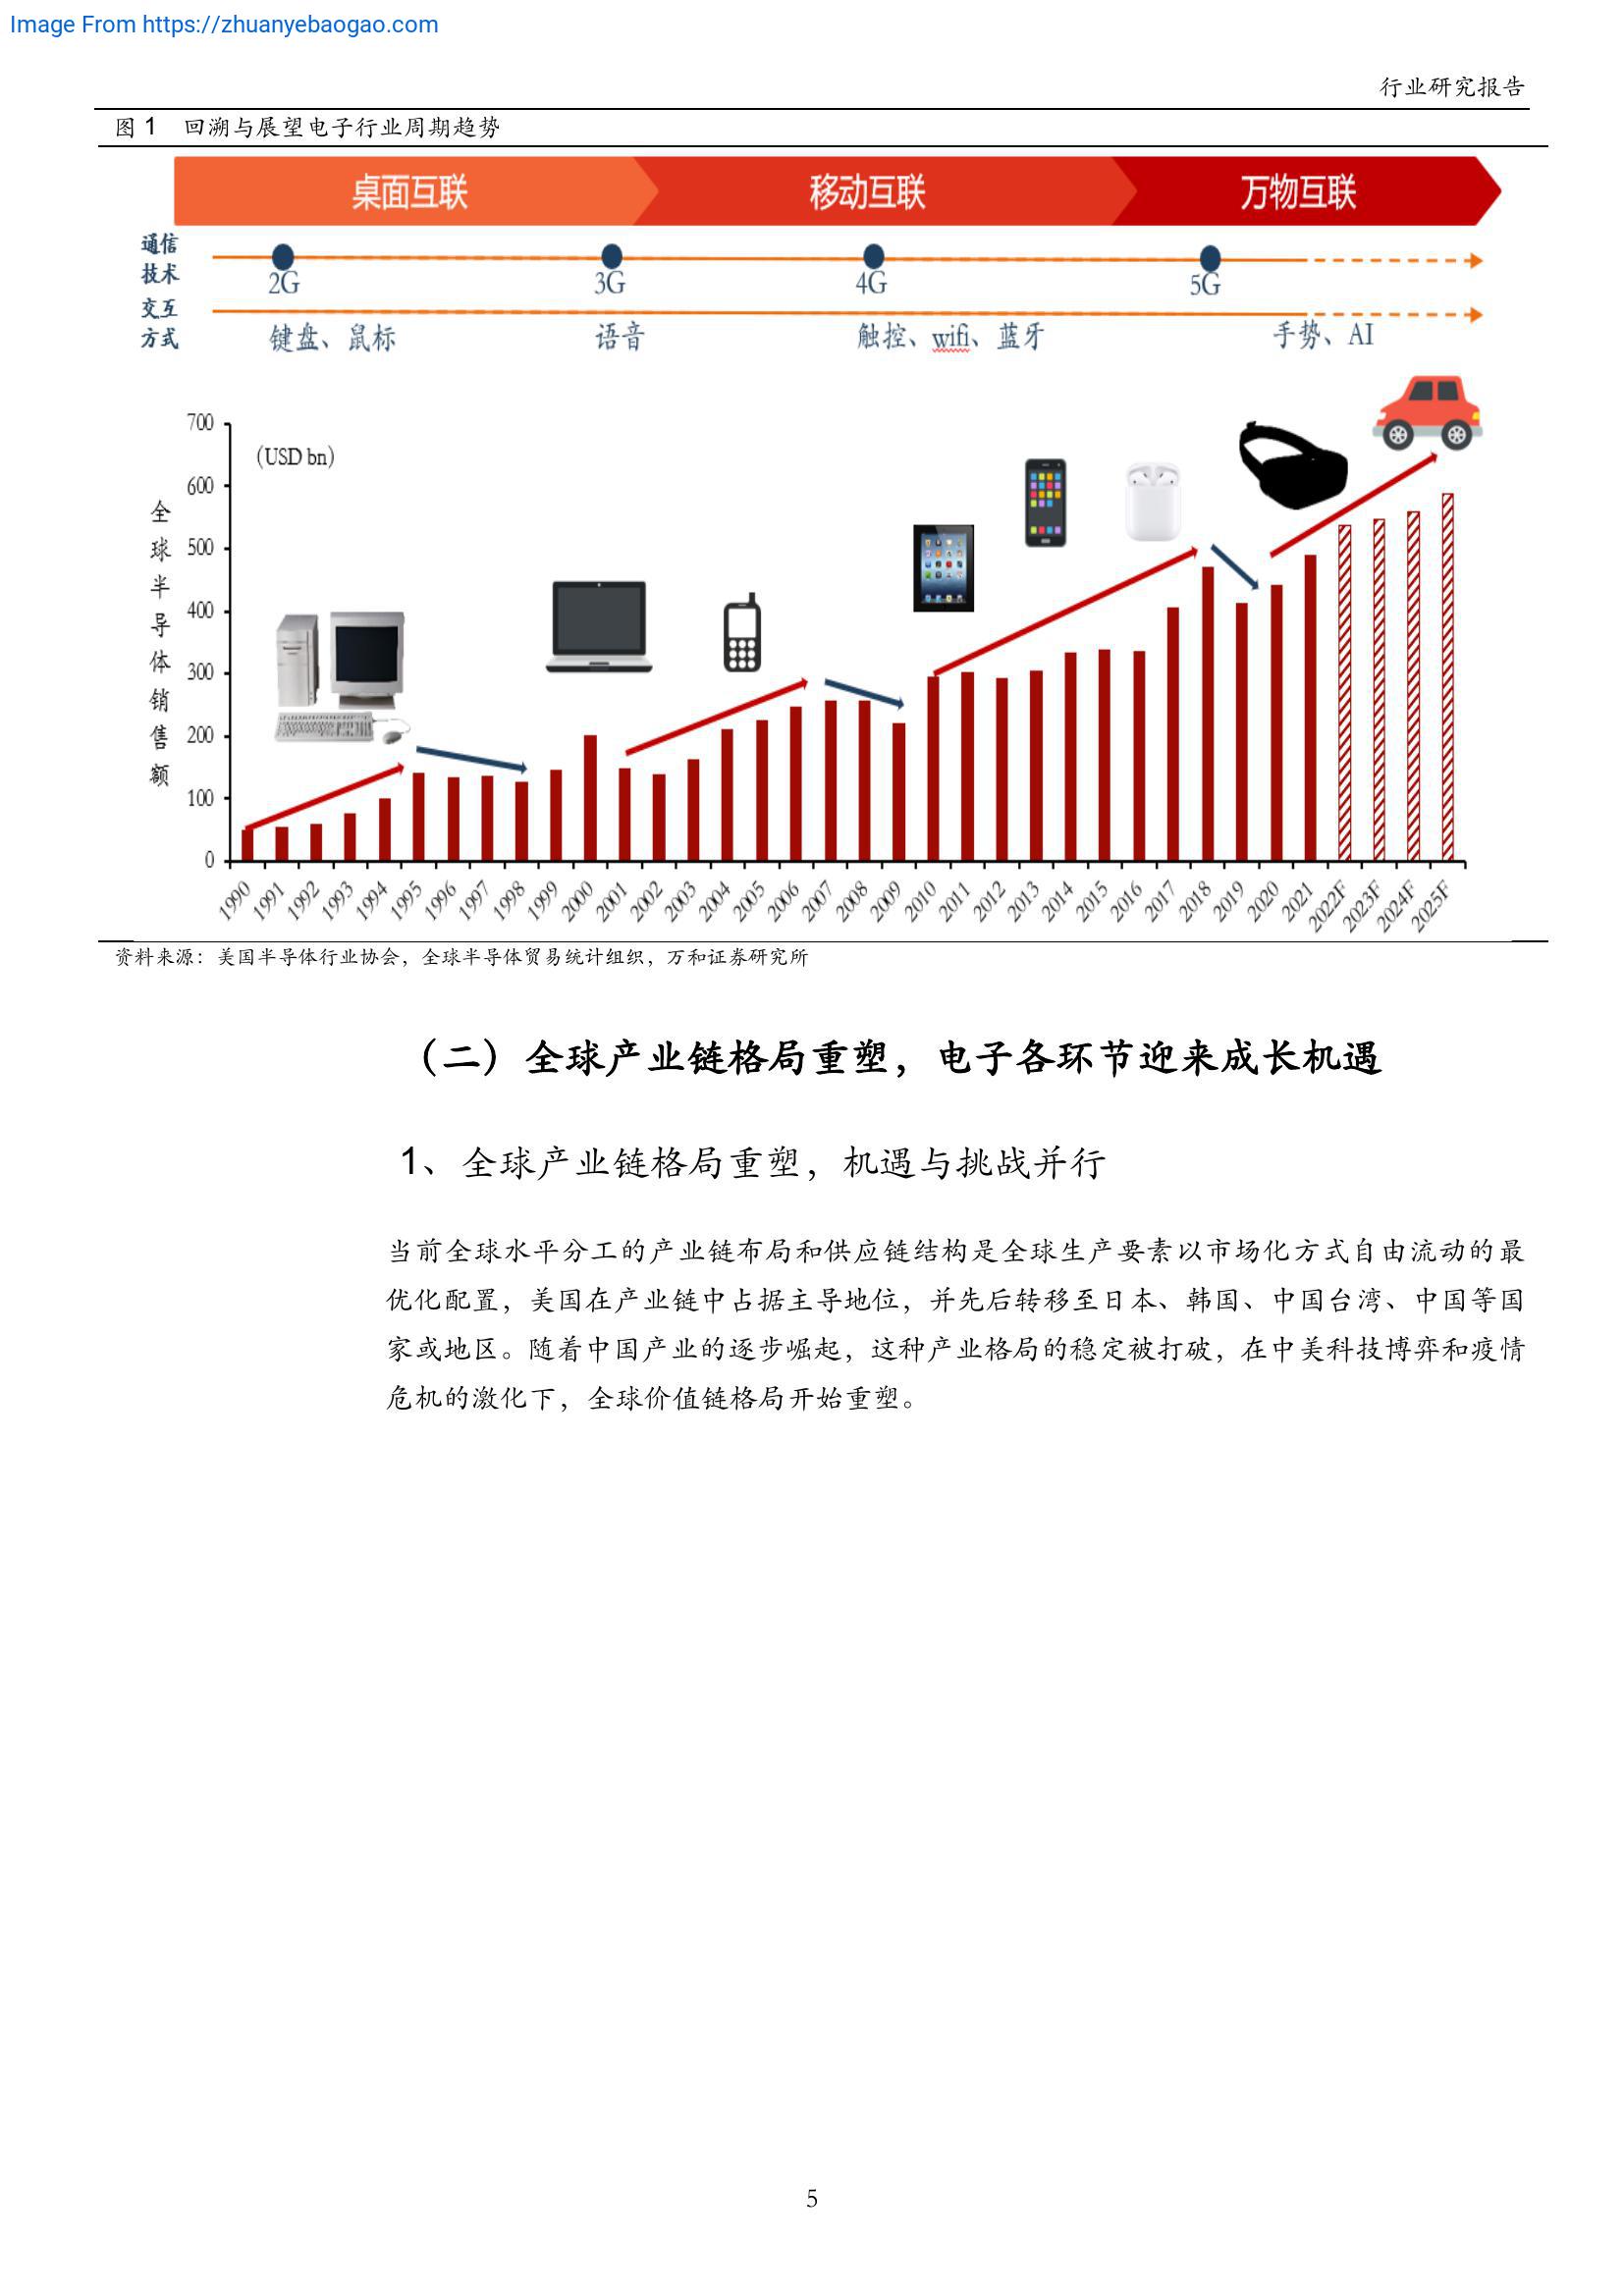 Image From https://zhuanyebaogao.com
行业研究报告
图 1 回溯与展望电子行业周期趋势
桌面互联 移动互联 万物互联
通信
技术
2G 3G 4G 5G
交互
方式
键盘、鼠标 语音 触控、wifi、蓝牙 手势、AI
全球半导体销售额
(USD bn)
700
600
500
400
300
200
100
0
1990 1991 1992 1993 1994 1995 1996 1997 1998 1999 2000 2001 2002 2003 2004 2005 2006 2007 2008 2009 2010 2011 2012 2013 2014 2015 2016 2017 2018 2019 2020 2021 2022F 2023F 2024F 2025F
资料来源：美国半导体行业协会，全球半导体贸易统计组织，万和证券研究所
（二）全球产业链格局重塑，电子各环节迎来成长机遇
1、全球产业链格局重塑，机遇与挑战并行
当前全球水平分工的产业链布局和供应链结构是全球生产要素以市场化方式自由流动的最
优化配置，美国在产业链中占据主导地位，并先后转移至日本、韩国、中国台湾、中国等国
家或地区。随着中国产业的逐步崛起，这种产业格局的稳定被打破，在中美科技博弈和疫情
危机的激化下，全球价值链格局开始重塑。
5